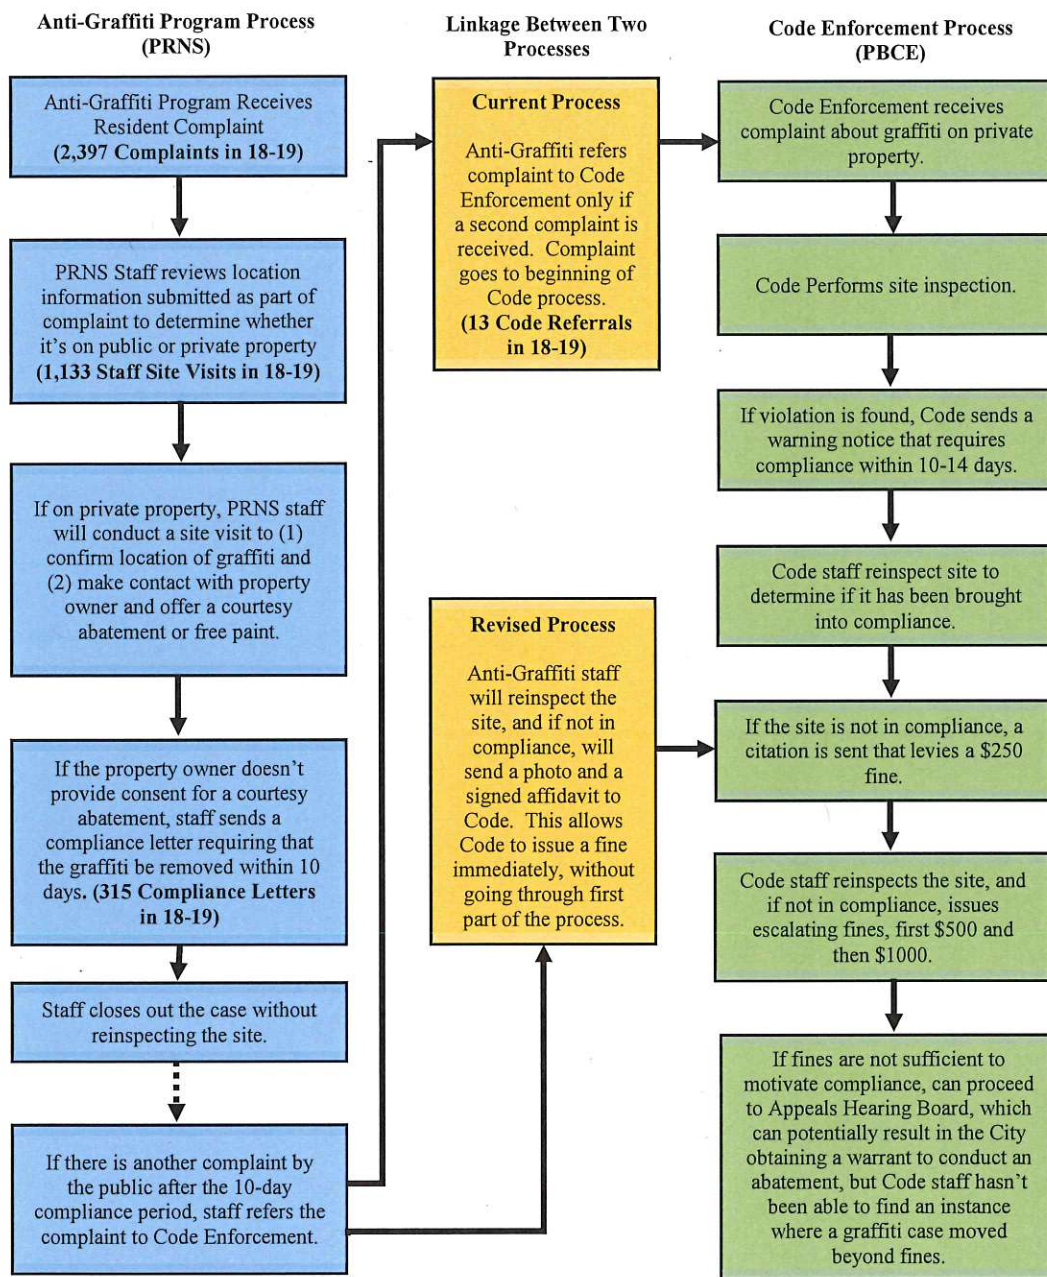 Anti-Graffiti Program Process
(PRNS)
Anti-Graffiti Program Receives
Resident Complaint
(2,397 Complaints in 18-19)
PRNS Staff reviews location
information submitted as part of
complaint to determine whether
it's on public or private property
(1,133 Staff Site Visits in 18-19)
If on private property, PRNS staff
will conduct a site visit to (1)
confirm location of graffiti and
(2) make contact with property
owner and offer a courtesy
abatement or free paint.
If the property owner doesn't
provide consent for a courtesy
abatement, staff sends a
compliance letter requiring that
the graffiti be removed within 10
days. (315 Compliance Letters
in 18-19)
Staff closes out the case without
reinspecting the site.
If there is another complaint by
the public after the 10-day
compliance period, staff refers the
complaint to Code Enforcement.
Linkage Between Two
Processes
Current Process
Anti-Graffiti refers
complaint to Code
Enforcement only if
a second complaint is
received. Complaint
goes to beginning of
Code process.
(13 Code Referrals
in 18-19)
Revised Process
Anti-Graffiti staff
will reinspect the
site, and if not in
compliance, will
send a photo and a
signed affidavit to
Code. This allows
Code to issue a fine
immediately, without
going through first
part of the process.
Code Enforcement Process
(PBCE)
Code Enforcement receives
complaint about graffiti on private
property.
Code Performs site inspection.
If violation is found, Code sends a
warning notice that requires
compliance within 10-14 days.
Code staff reinspect site to
determine if it has been brought
into compliance.
If the site is not in compliance, a
citation is sent that levies a $250
fine.
Code staff reinspects the site, and
if not in compliance, issues
escalating fines, first $500 and
then $1000.
If fines are not sufficient to
motivate compliance, can proceed
to Appeals Hearing Board, which
can potentially result in the City
obtaining a warrant to conduct an
abatement, but Code staff hasn't
been able to find an instance
where a graffiti case moved
beyond fines.